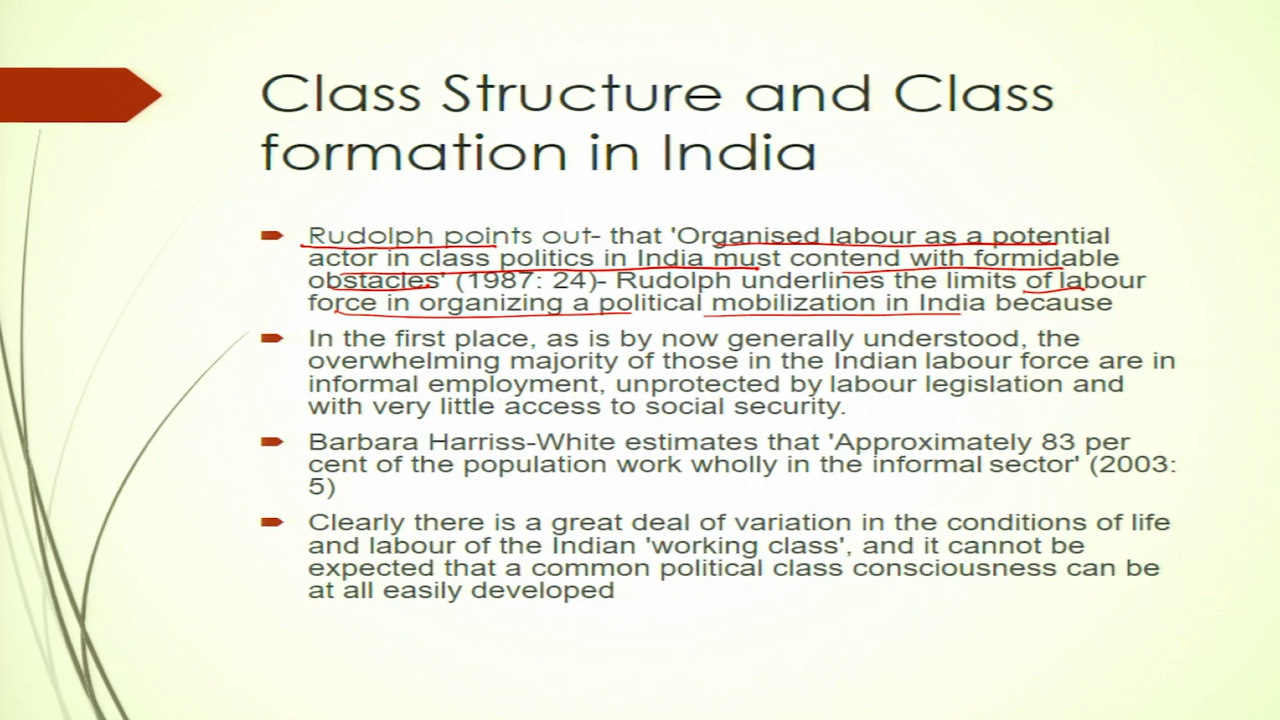 Class Structure and Class
formation in India
Rudolph points out- that 'Organised labour as a potential
actor in class politics in India must contend with formidable
obstacles' (1987: 24)- Rudolph underlines the limits of labour
force in organizing a political mobilization in India because
In the first place, as is by now generally understood, the
overwhelming majority of those in the Indian labour force are in
informal employment, unprotected by labour legislation and
with very little access to social security.
Barbara Harriss-White estimates that 'Approximately 83 per
cent of the population work wholly in the informal sector' (2003:
5)
Clearly there is a great deal of variation in the conditions of life
and labour of the Indian 'working class', and it cannot be
expected that a common political class consciousness can be
at all easily developed